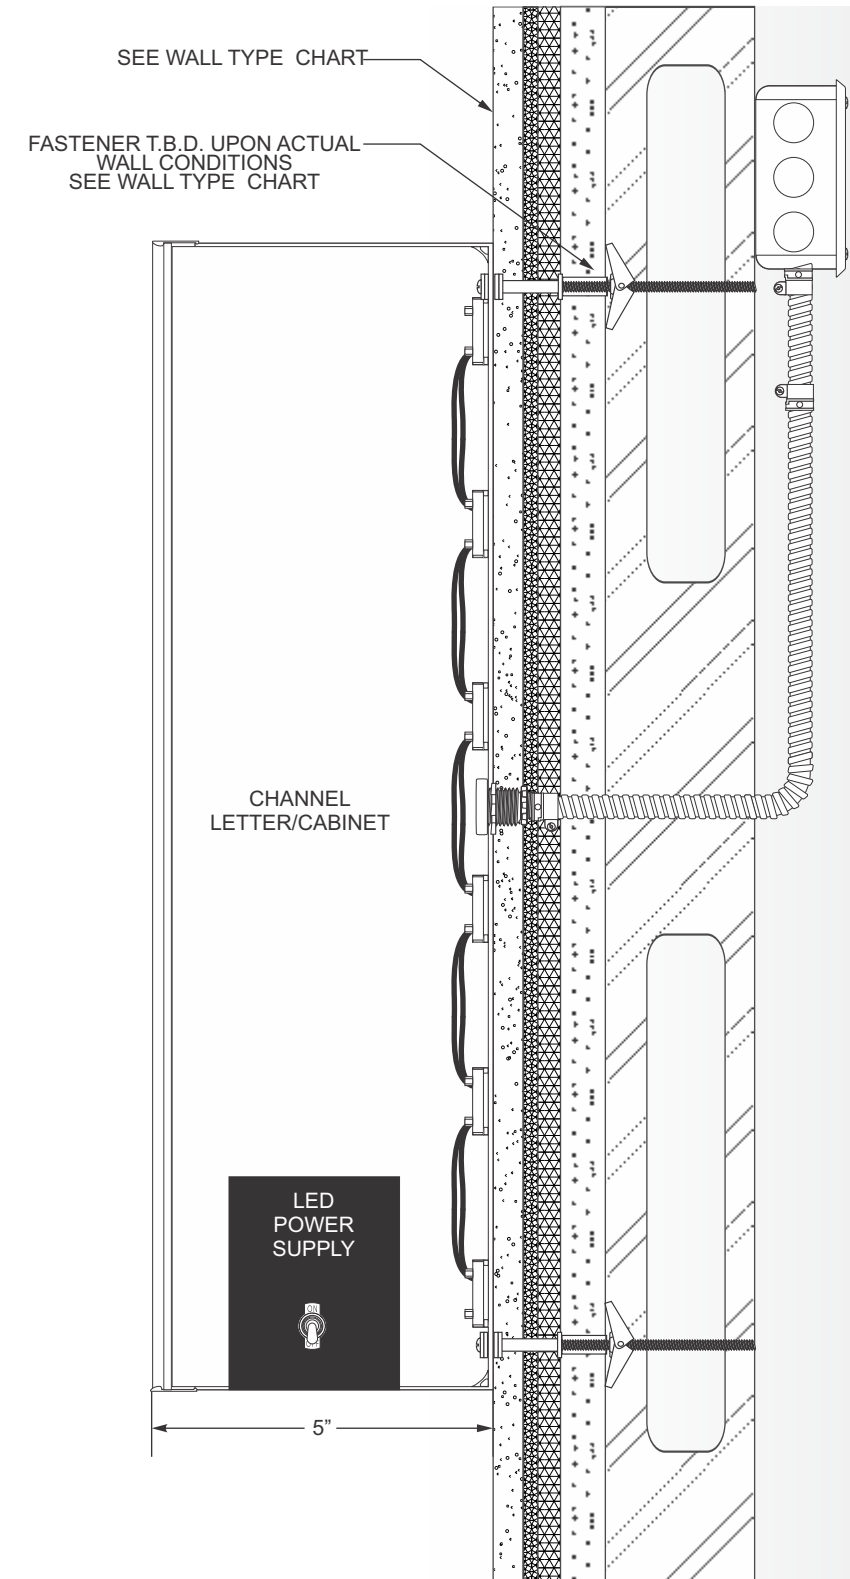 SEE WALL TYPE CHART
FASTENER T.B.D. UPON ACTUAL
WALL CONDITIONS
SEE WALL TYPE CHART
CHANNEL
LETTER/CABINET
LED
POWER
SUPPLY
ON
OFF
5”